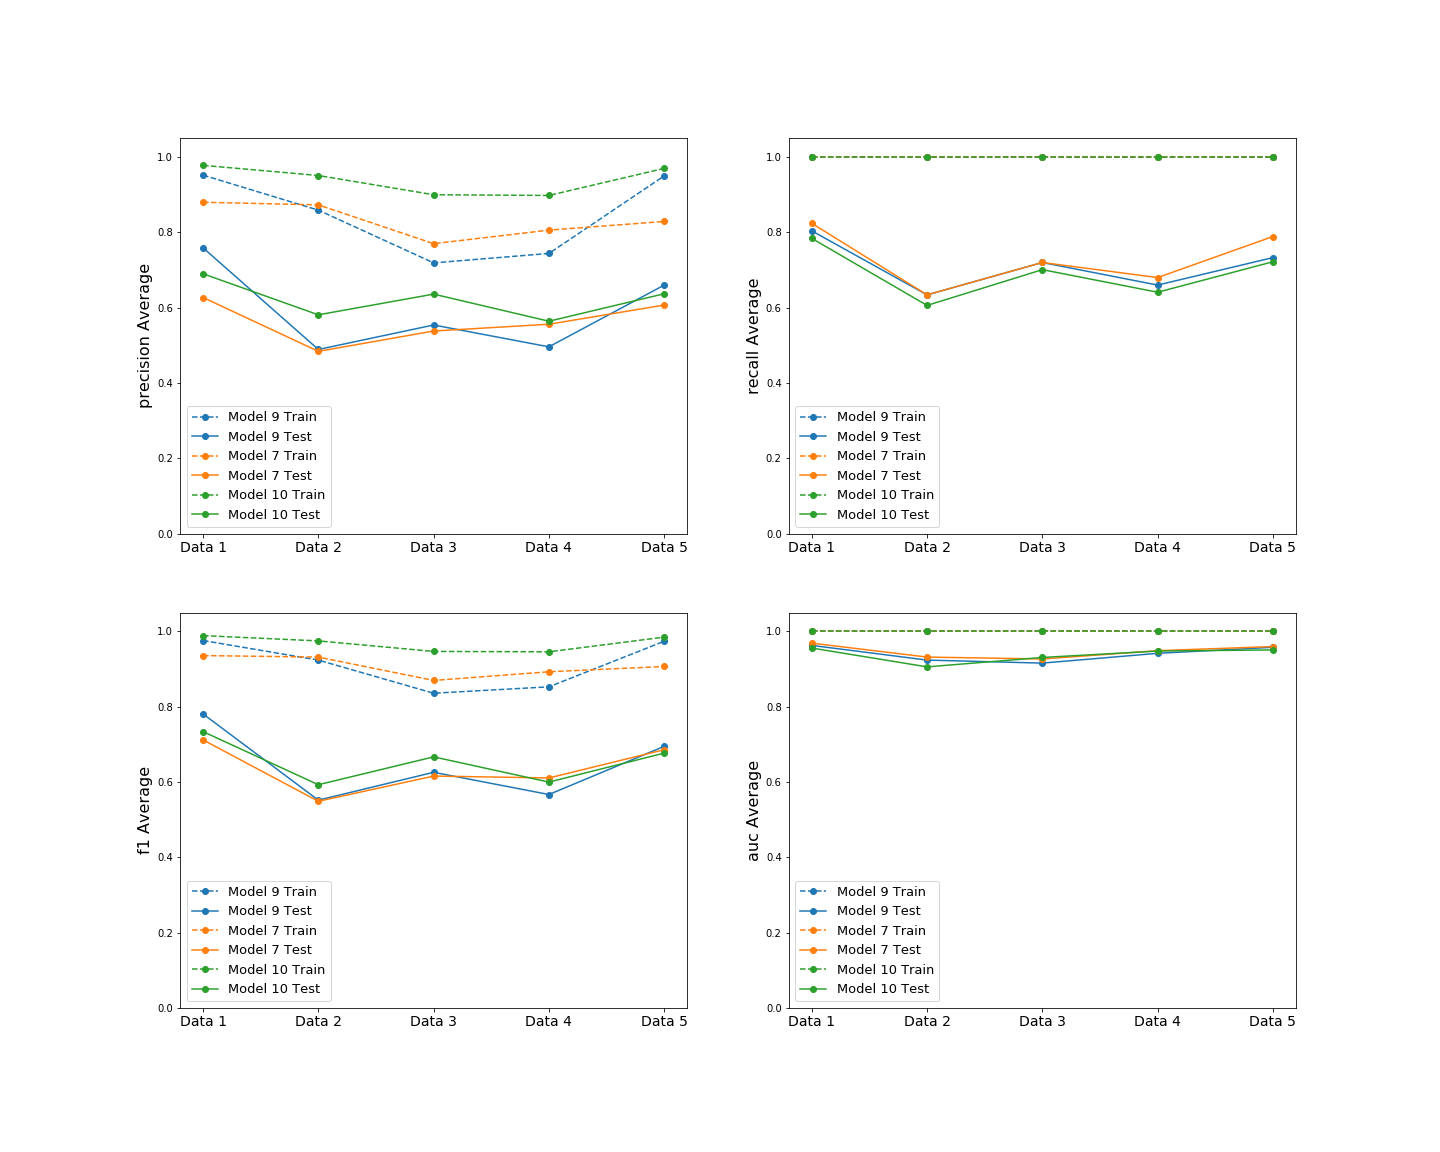 precision Average
1.0
0.8
0.6
0.4
0.2
0.0
Model 9 Train
Model 9 Test
Model 7 Train
Model 7 Test
Model 10 Train
Model 10 Test
Data 1 Data 2 Data 3 Data 4 Data 5
recall Average
1.0
0.8
0.6
0.4
0.2
0.0
Model 9 Train
Model 9 Test
Model 7 Train
Model 7 Test
Model 10 Train
Model 10 Test
Data 1 Data 2 Data 3 Data 4 Data 5
f1 Average
1.0
0.8
0.6
0.4
0.2
0.0
Model 9 Train
Model 9 Test
Model 7 Train
Model 7 Test
Model 10 Train
Model 10 Test
Data 1 Data 2 Data 3 Data 4 Data 5
auc Average
1.0
0.8
0.6
0.4
0.2
0.0
Model 9 Train
Model 9 Test
Model 7 Train
Model 7 Test
Model 10 Train
Model 10 Test
Data 1 Data 2 Data 3 Data 4 Data 5